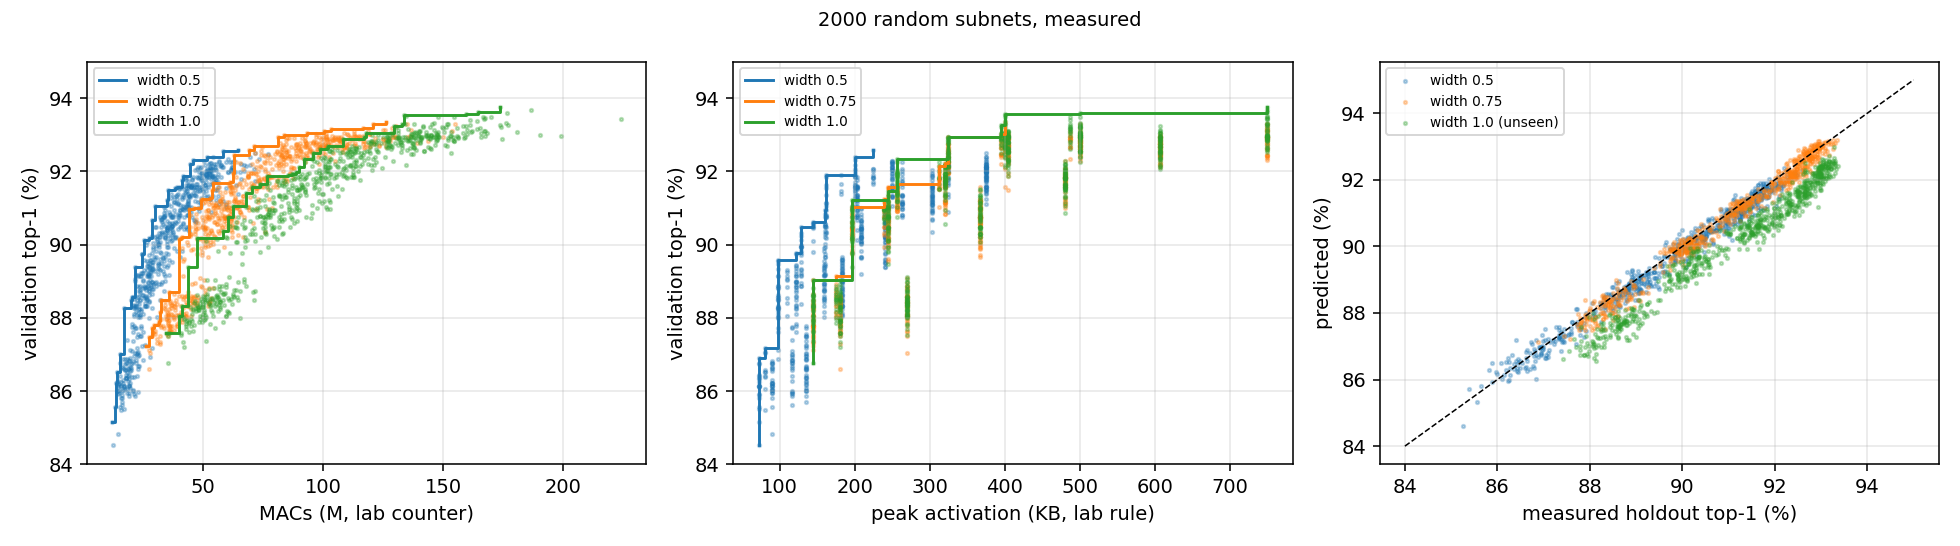 2000 random subnets, measured
validation top-1 (%)
94
92
90
88
86
84
width 0.5
width 0.75
width 1.0
50
100
150
200
MACs (M, lab counter)
validation top-1 (%)
94
92
90
88
86
84
width 0.5
width 0.75
width 1.0
100
200
300
400
500
600
700
peak activation (KB, lab rule)
predicted (%)
94
92
90
88
86
84
width 0.5
width 0.75
width 1.0 (unseen)
84
86
88
90
92
94
measured holdout top-1 (%)